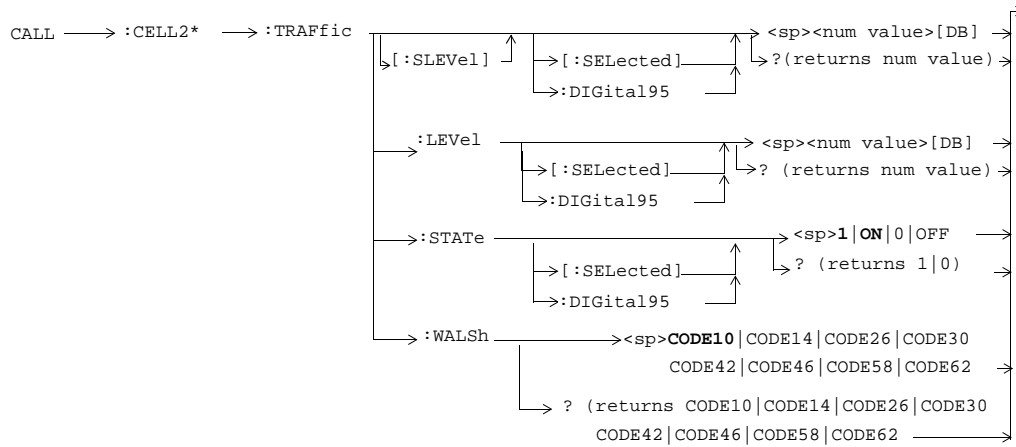 CALL :CELL2* :TRAFfic <sp><num value>[DB]
[:SLEVel] [:SELected] ?(returns num value)
:DIGital95
:LEVel <sp><num value>[DB]
[:SELected] ? (returns num value)
:DIGital95
:STATe <sp>1|ON|0|OFF
[:SELected] ? (returns 1|0)
:DIGital95
:WALSh <sp>CODE10|CODE14|CODE26|CODE30
CODE42|CODE46|CODE58|CODE62
? (returns CODE10|CODE14|CODE26|CODE30
CODE42|CODE46|CODE58|CODE62